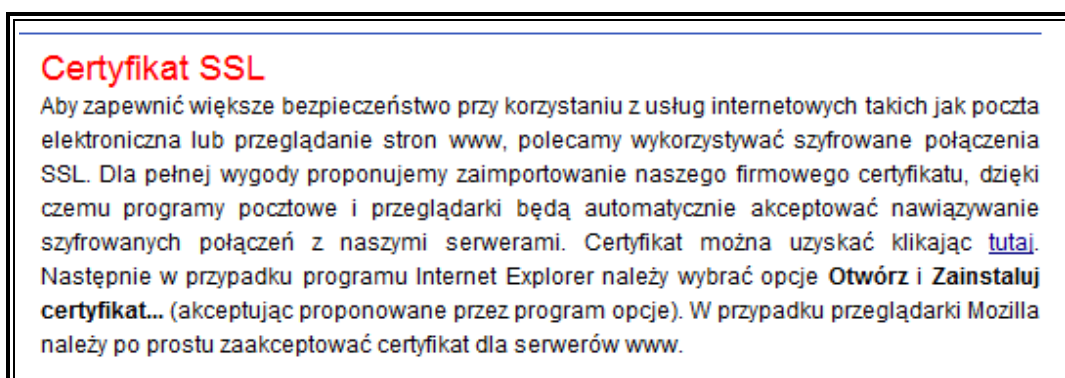 Certyfikat SSL
Aby zapewnić większe bezpieczeństwo przy korzystaniu z usług internetowych takich jak poczta
elektroniczna lub przeglądanie stron www, polecamy wykorzystywać szyfrowane połączenia
SSL. Dla pełnej wygody proponujemy zaimportowanie naszego firmowego certyfikatu, dzięki
czemu programy pocztowe i przeglądarki będą automatycznie akceptować nawiązywanie
szyfrowanych połączeń z naszymi serwerami. Certyfikat można uzyskać klikając tutaj.
Następnie w przypadku programu Internet Explorer należy wybrać opcje Otwórz i Zainstaluj
certyfikat... (akceptując proponowane przez program opcje). W przypadku przeglądarki Mozilla
należy po prostu zaakceptować certyfikat dla serwerów www.